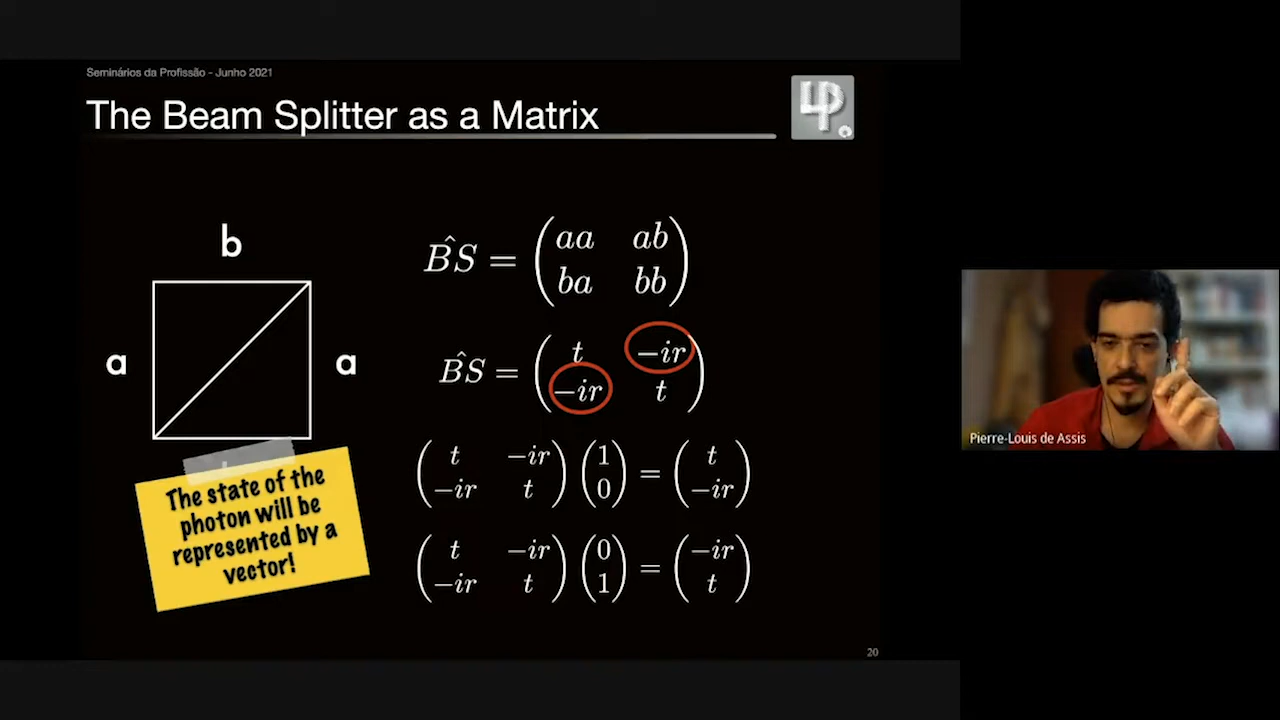 Seminários da Profissão - Junho 2021
The Beam Splitter as a Matrix
LP
b
a
a
The state of the
photon will be
represented by a
vector!
B̂S = (aa ab
ba bb)
B̂S = (t −ir
−ir t)
(t −ir
−ir t) (1
0) = (t
−ir)
(t −ir
−ir t) (0
1) = (−ir
t)
Pierre-Louis de Assis
20